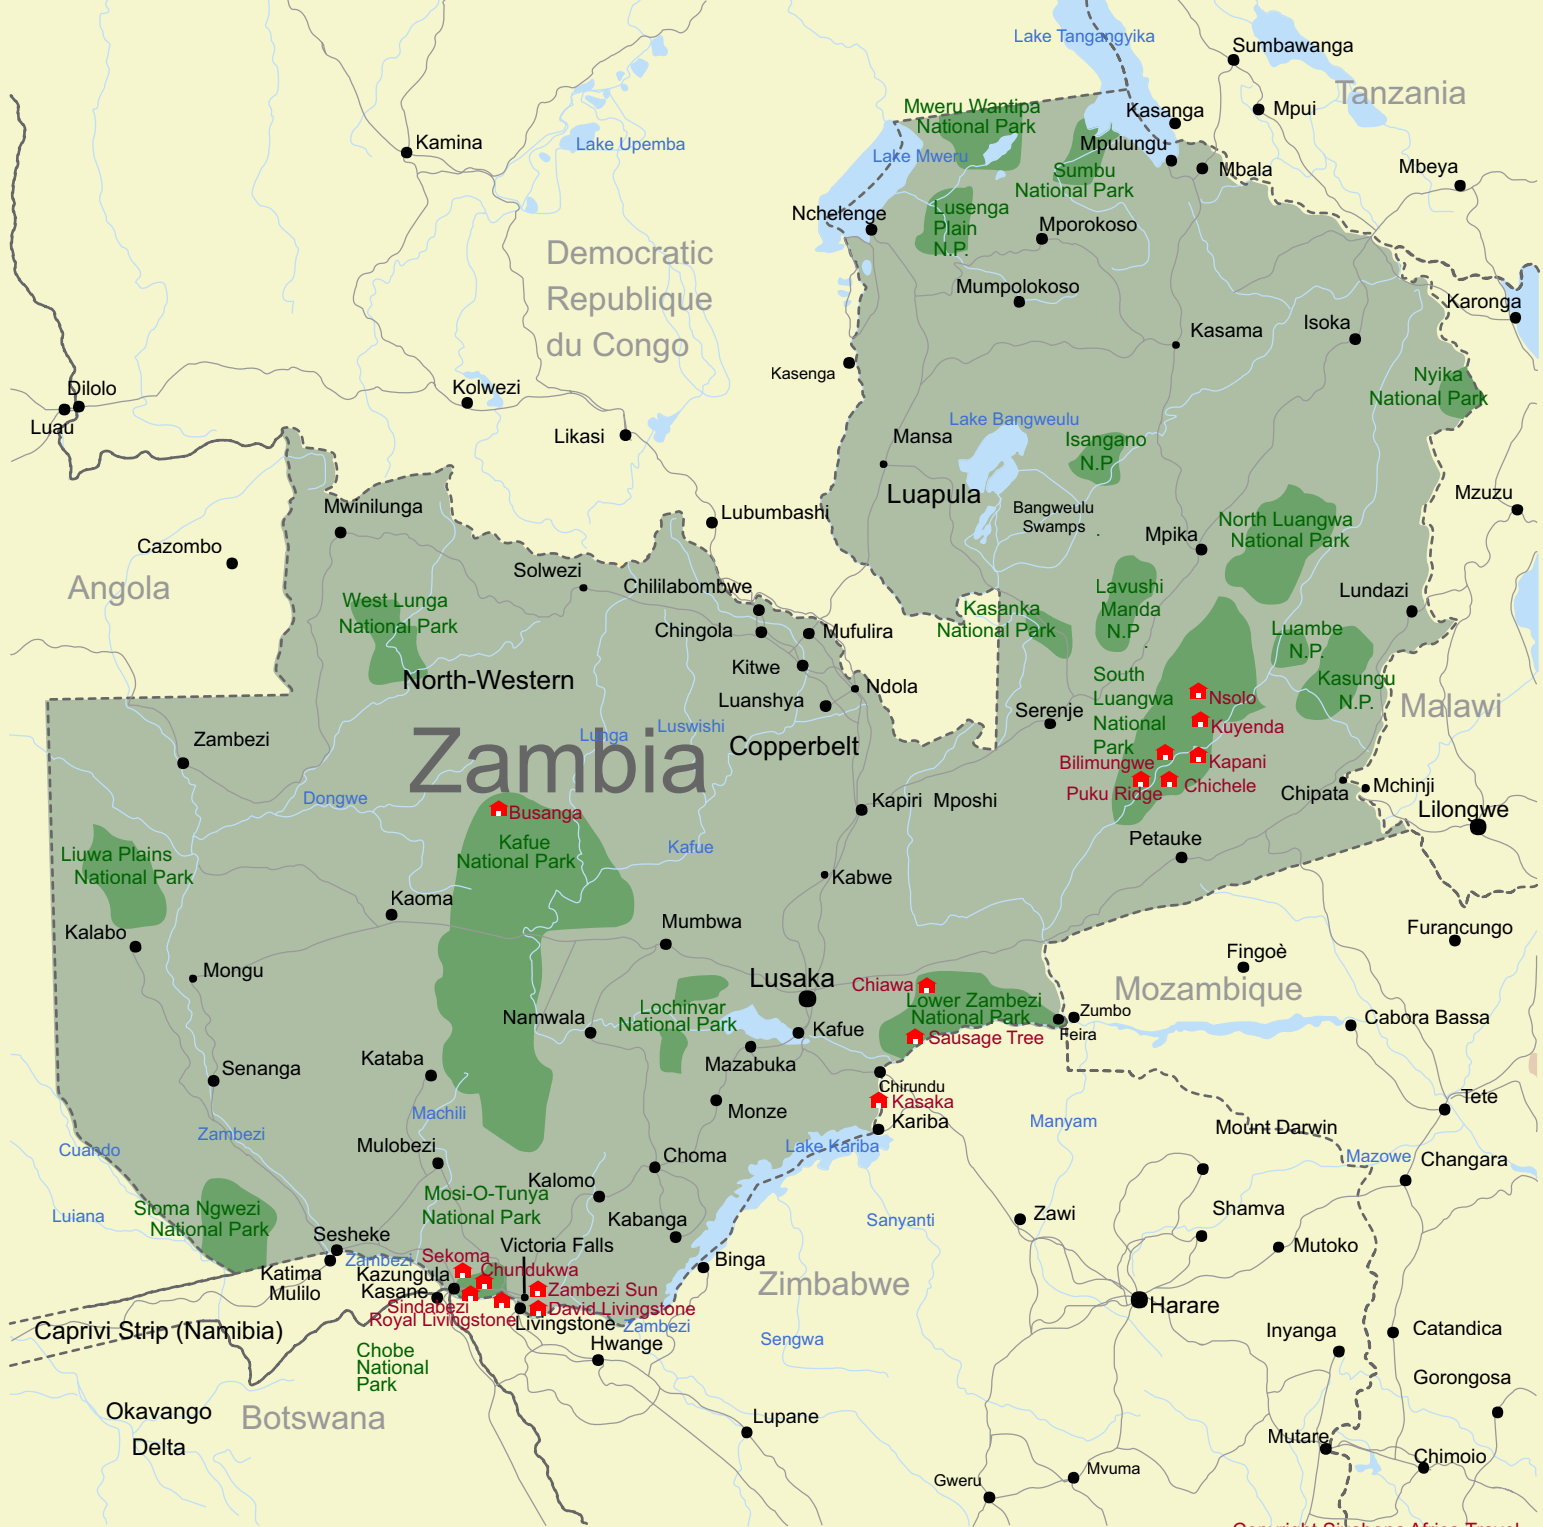 Lake Tangangyika
Sumbawanga
Tanzania
Mweru Wantipa
National Park
Kasanga
Mpui
Kamina
Lake Upemba
Lake Mweru
Mpulungu
Mbala
Mbeya
Sumbu
National Park
Nchelenge
Lusenga
Plain
N.P.
Mporokoso
Democratic
Republique
du Congo
Mumpolokoso
Karonga
Kasama
Isoka
Kasenga
Nyika
National Park
Dilolo
Luau
Kolwezi
Likasi
Lake Bangweulu
Mansa
Isangano
N.P
Luapula
Mzuzu
Mwinilunga
Lubumbashi
Bangweulu
Swamps
Mpika
North Luangwa
National Park
Cazombo
Angola
Solwezi
Chililabombwe
Lavushi
Manda
N.P
Lundazi
West Lunga
National Park
Kasanka
National Park
Chingola
Mufulira
Luambe
N.P.
Kitwe
North-Western
Ndola
Luanshya
South
Luangwa
National
Park
Nsolo
Kasungu
N.P.
Malawi
Serenje
Kuyenda
Zambezi
Zambia
Lunga
Luswishi
Copperbelt
Bilimungwe
Kapani
Puku Ridge
Chichele
Chipata
Mchinji
Dongwe
Kapiri Mposhi
Lilongwe
Busanga
Kafue
National Park
Kafue
Petauke
Liuwa Plains
National Park
Kabwe
Kaoma
Mumbwa
Kalabo
Furancungo
Fingoè
Mongu
Lusaka
Chiawa
Mozambique
Lochinvar
National Park
Lower Zambezi
National Park
Zumbo
Feira
Cabora Bassa
Namwala
Kafue
Sausage Tree
Kataba
Mazabuka
Senanga
Chirundu
Kasaka
Tete
Monze
Machili
Kariba
Manyam
Mount Darwin
Zambezi
Cuando
Mulobezi
Lake Kariba
Mazowe
Changara
Choma
Kalomo
Mosi-O-Tunya
National Park
Sioma Ngwezi
National Park
Luiana
Kabanga
Sanyanti
Zawi
Shamva
Sesheke
Victoria Falls
Mutoko
Zambezi
Sekoma
Chundukwa
Binga
Katima
Mulilo
Kazungula
Kasane
Zambezi Sun
Zimbabwe
Sindabezi
David Livingstone
Harare
Royal Livingstone
Livingstone
Zambezi
Caprivi Strip (Namibia)
Hwange
Sengwa
Inyanga
Catandica
Chobe
National
Park
Gorongosa
Okavango
Delta
Botswana
Lupane
Mutare
Chimoio
Gweru
Mvuma